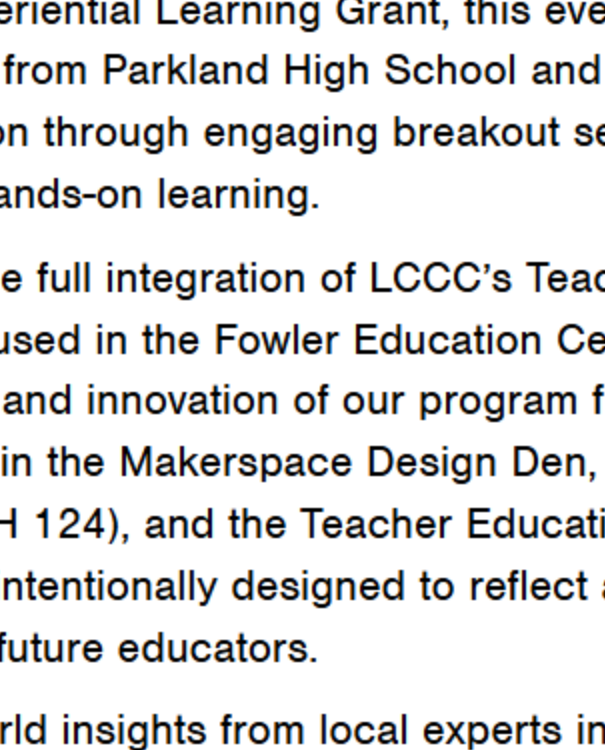 eriential Learning Grant, this eve
from Parkland High School and
on through engaging breakout se
ands-on learning.
e full integration of LCCC’s Teac
used in the Fowler Education Ce
and innovation of our program f
in the Makerspace Design Den,
H 124), and the Teacher Educati
ntentionally designed to reflect a
future educators.
rld insights from local experts in